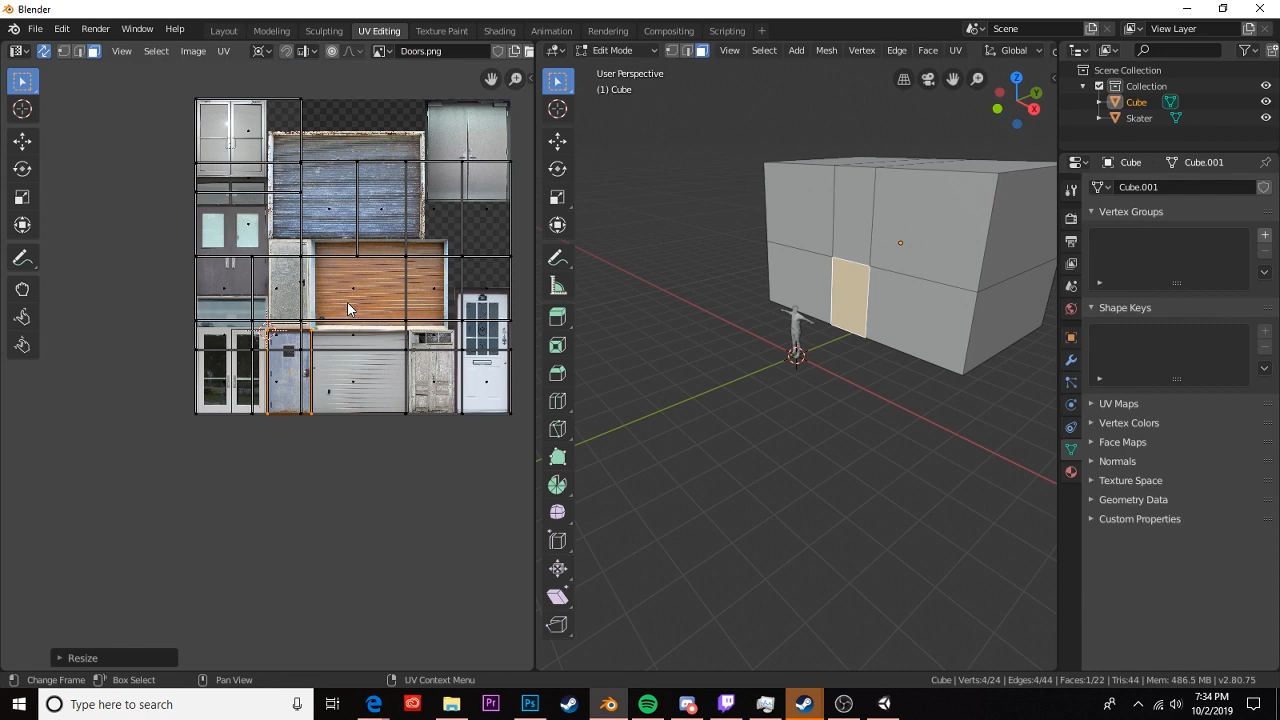 Blender
File Edit Render Window Help Layout Modeling Sculpting UV Editing Texture Paint Shading Animation Rendering Compositing Scripting + Scene View Layer
View Select Image UV Doors.png Edit Mode View Select Add Mesh Vertex Edge Face UV Global
User Perspective
(1) Cube
Z
Y
X
Scene Collection
Collection
Cube
Skater
Cube Cube.001
Cube.001
Vertex Groups
Shape Keys
UV Maps
Vertex Colors
Face Maps
Normals
Texture Space
Geometry Data
Custom Properties
Resize
Change Frame Box Select Pan View UV Context Menu Cube | Verts:4/24 | Edges:4/44 | Faces:1/22 | Tris:44 | Mem: 486.5 MB | v2.80.75
Type here to search
7:34 PM
10/2/2019